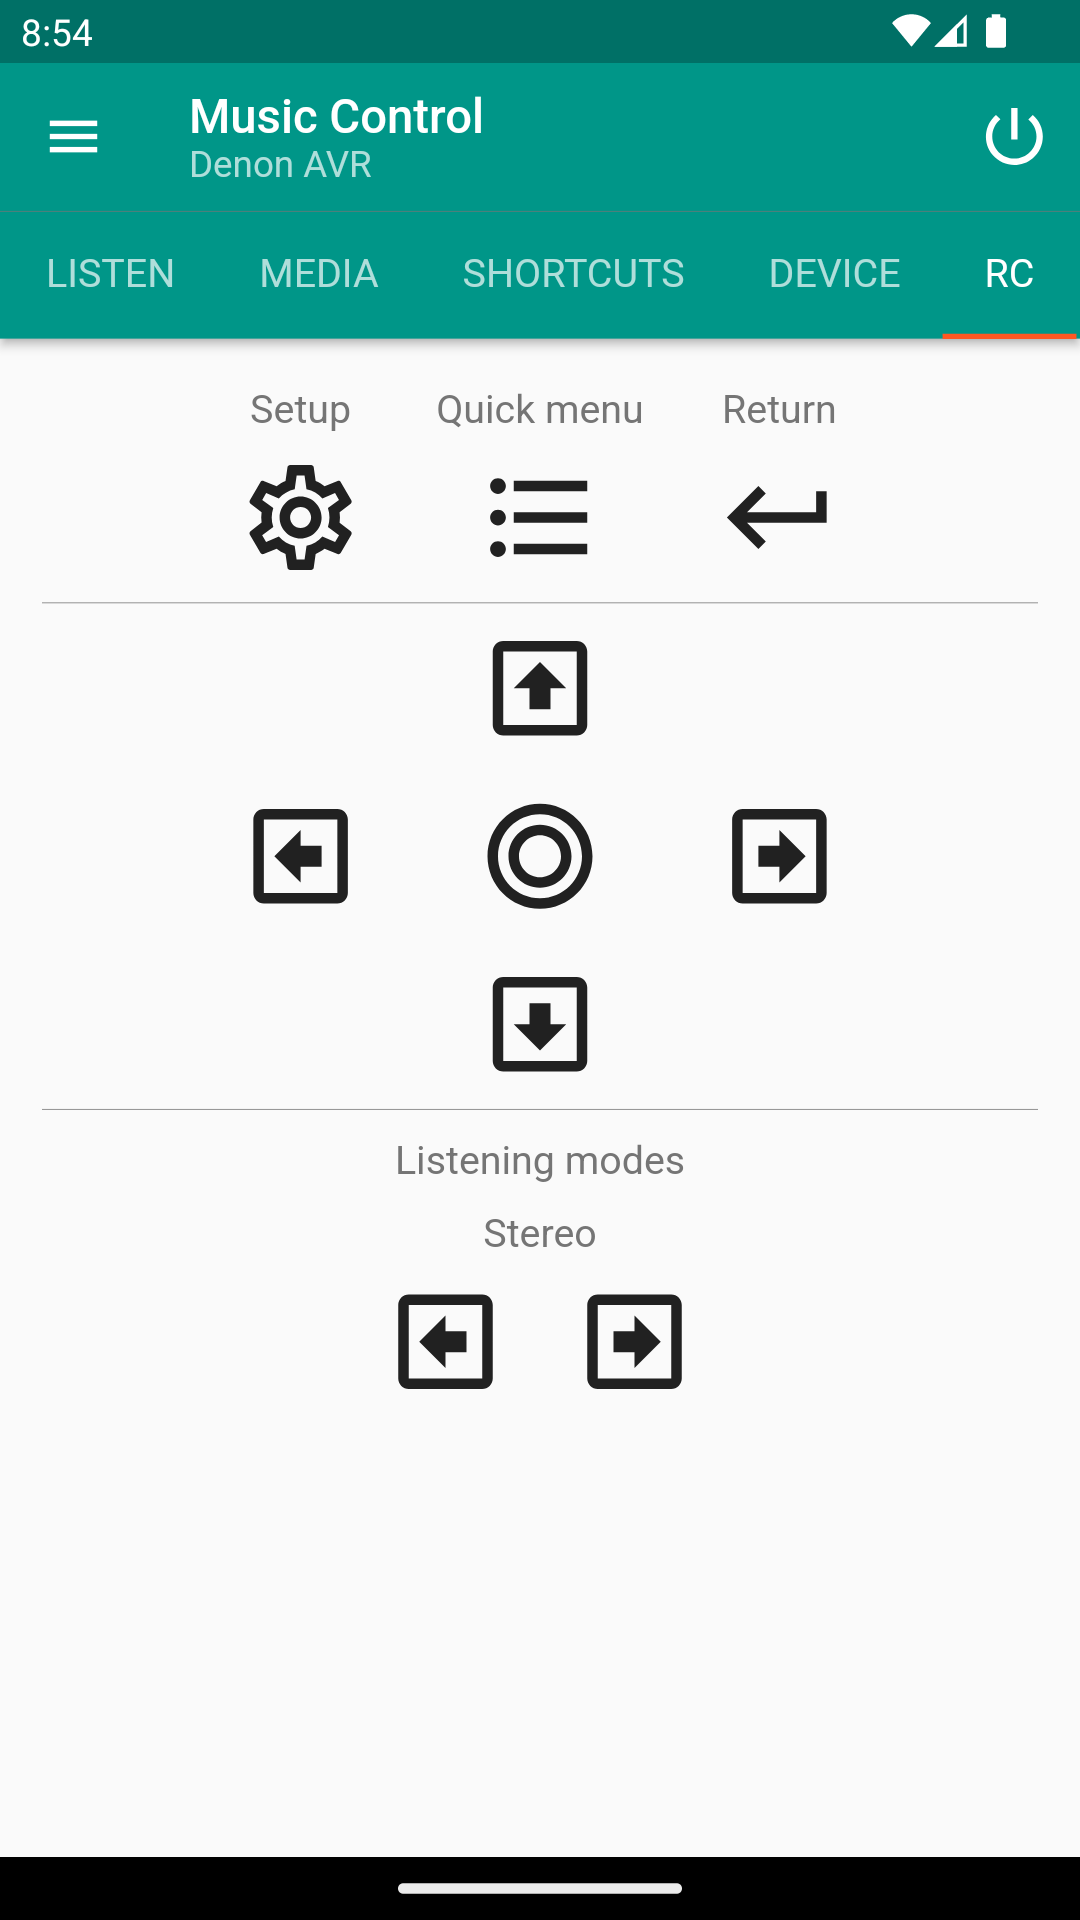 8:54
Music Control
Denon AVR
LISTEN MEDIA SHORTCUTS DEVICE RC
Setup Quick menu Return
Listening modes
Stereo